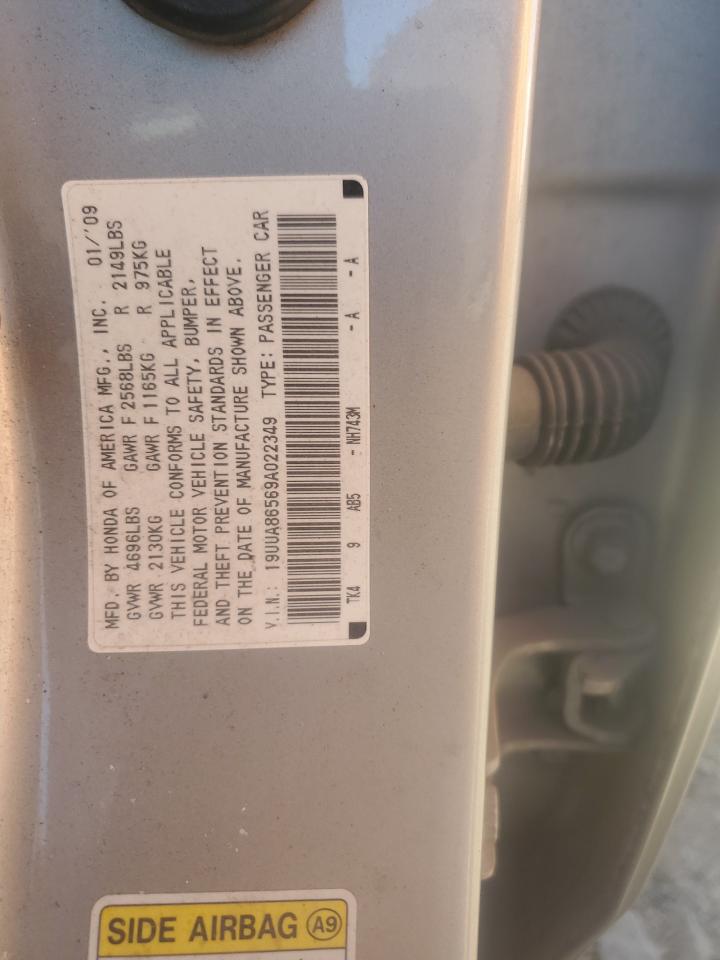 MFD. BY HONDA OF AMERICA MFG., INC. 01/'09
GVWR 4696LBS GAWR F 2568LBS R 2149LBS
GVWR 2130KG GAWR F 1165KG R 975KG
THIS VEHICLE CONFORMS TO ALL APPLICABLE
FEDERAL MOTOR VEHICLE SAFETY, BUMPER,
AND THEFT PREVENTION STANDARDS IN EFFECT
ON THE DATE OF MANUFACTURE SHOWN ABOVE.
V.I.N.: 19UUA86569A022349 TYPE: PASSENGER CAR
TK4 9 AB5 - NH743M - A - A
SIDE AIRBAG A9